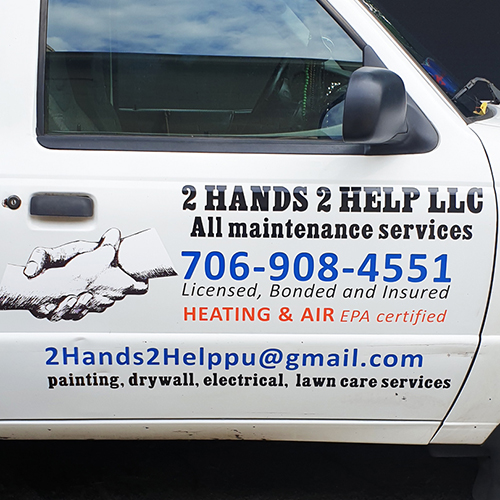 2 HANDS 2 HELP LLC
All maintenance services
706-908-4551
Licensed, Bonded and Insured
HEATING & AIR EPA certified
2Hands2Helppu@gmail.com
painting, drywall, electrical, lawn care services